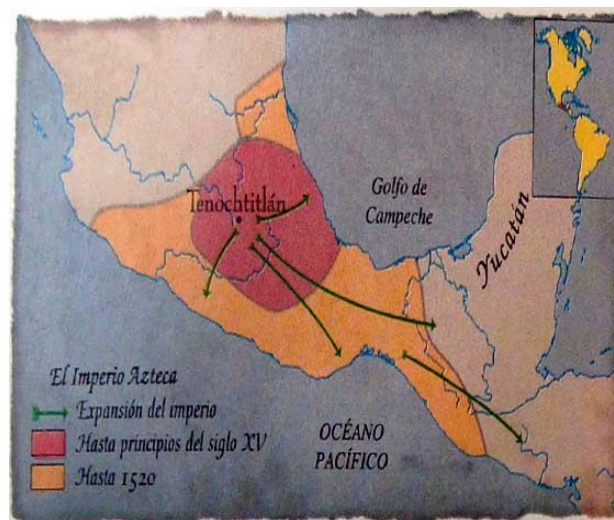 Tenochtitlán
Golfo de
Campeche
Yucatán
El Imperio Azteca
Expansión del imperio
Hasta principios del siglo XV
Hasta 1520
OCÉANO
PACÍFICO